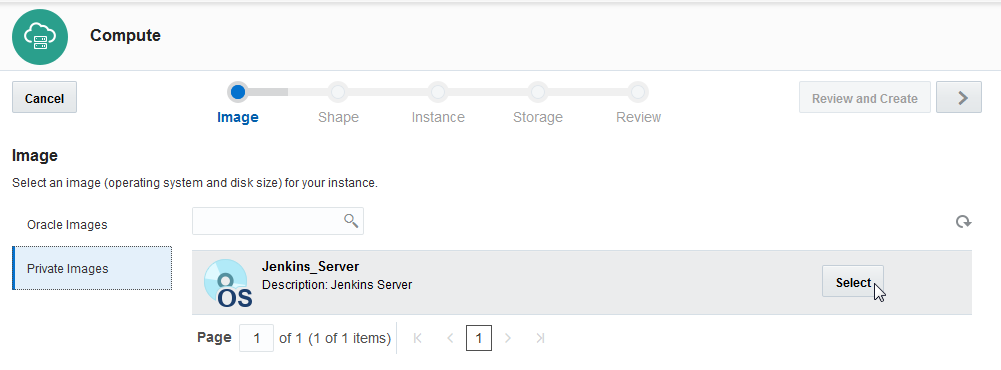 Compute
Cancel
Image
Shape
Instance
Storage
Review
Review and Create
Image
Select an image (operating system and disk size) for your instance.
Oracle Images
Private Images
OS
Jenkins_Server
Description: Jenkins Server
Select
Page 1 of 1 (1 of 1 items) 1